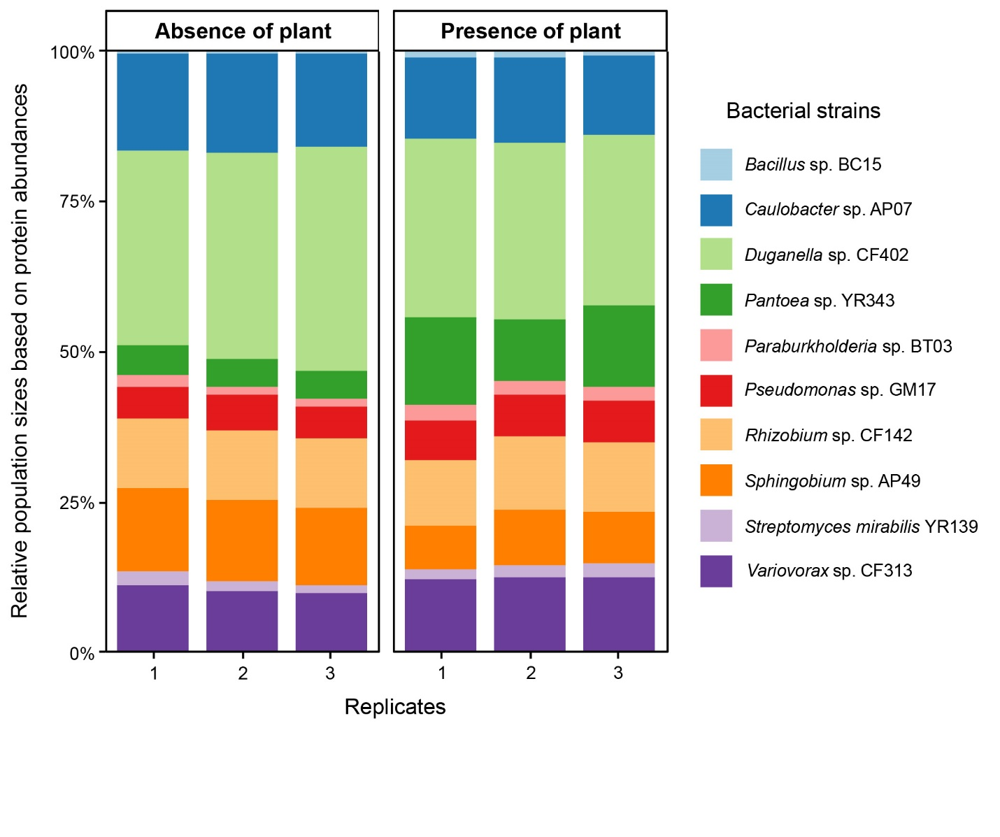 Absence of plant
Presence of plant
Relative population sizes based on protein abundances
100%
75%
50%
25%
0%
1
2
3
1
2
3
Replicates
Bacterial strains
Bacillus sp. BC15
Caulobacter sp. AP07
Duganella sp. CF402
Pantoea sp. YR343
Paraburkholderia sp. BT03
Pseudomonas sp. GM17
Rhizobium sp. CF142
Sphingobium sp. AP49
Streptomyces mirabilis YR139
Variovorax sp. CF313